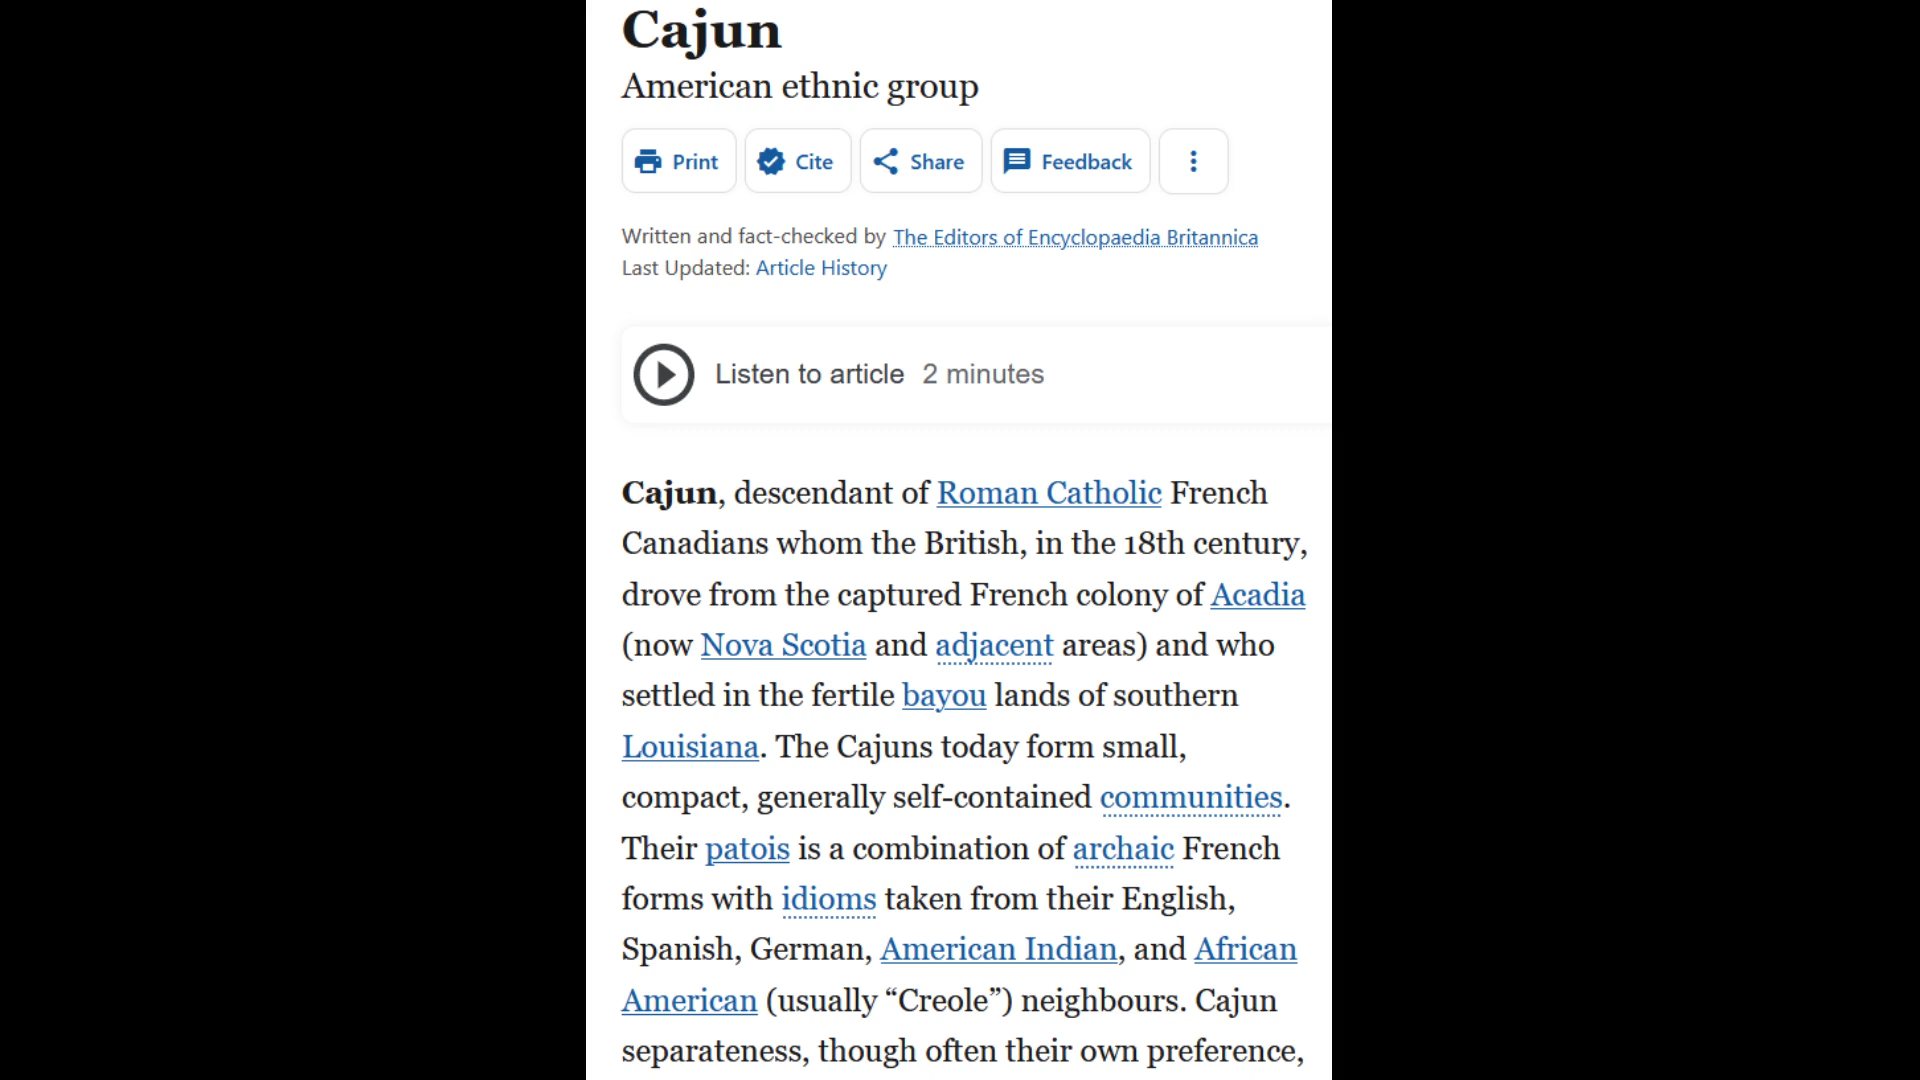 Cajun
American ethnic group
Print Cite Share Feedback
Written and fact-checked by The Editors of Encyclopaedia Britannica
Last Updated: Article History
Listen to article 2 minutes
Cajun, descendant of Roman Catholic French
Canadians whom the British, in the 18th century,
drove from the captured French colony of Acadia
(now Nova Scotia and adjacent areas) and who
settled in the fertile bayou lands of southern
Louisiana. The Cajuns today form small,
compact, generally self-contained communities.
Their patois is a combination of archaic French
forms with idioms taken from their English,
Spanish, German, American Indian, and African
American (usually “Creole”) neighbours. Cajun
separateness, though often their own preference,